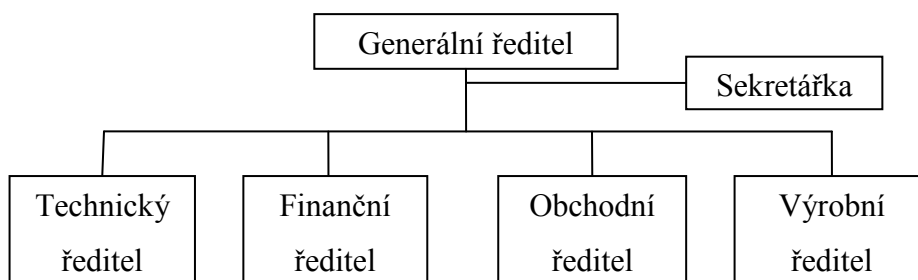 Generální ředitel
Sekretářka
Technický
ředitel
Finanční
ředitel
Obchodní
ředitel
Výrobní
ředitel